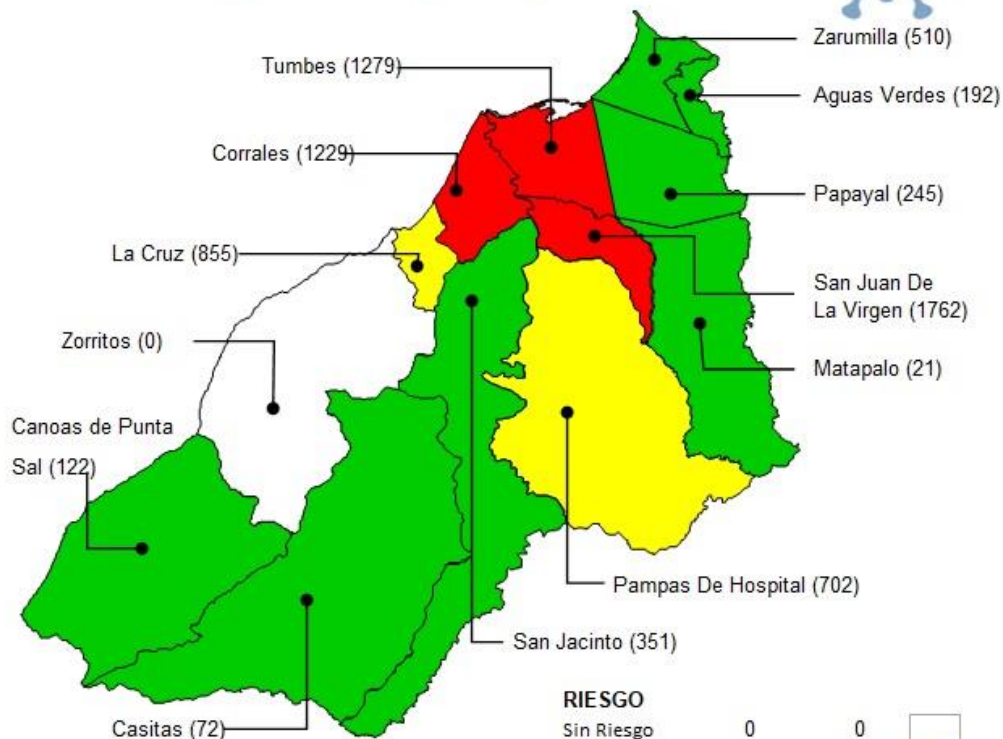 Zarumilla (510)
Tumbes (1279)
Aguas Verdes (192)
Corrales (1229)
Papayal (245)
La Cruz (855)
San Juan De
La Virgen (1762)
Zorritos (0)
Matapalo (21)
Canoas de Punta
Sal (122)
Pampas De Hospital (702)
San Jacinto (351)
Casitas (72)
RIESGO
Sin Riesgo 0 0